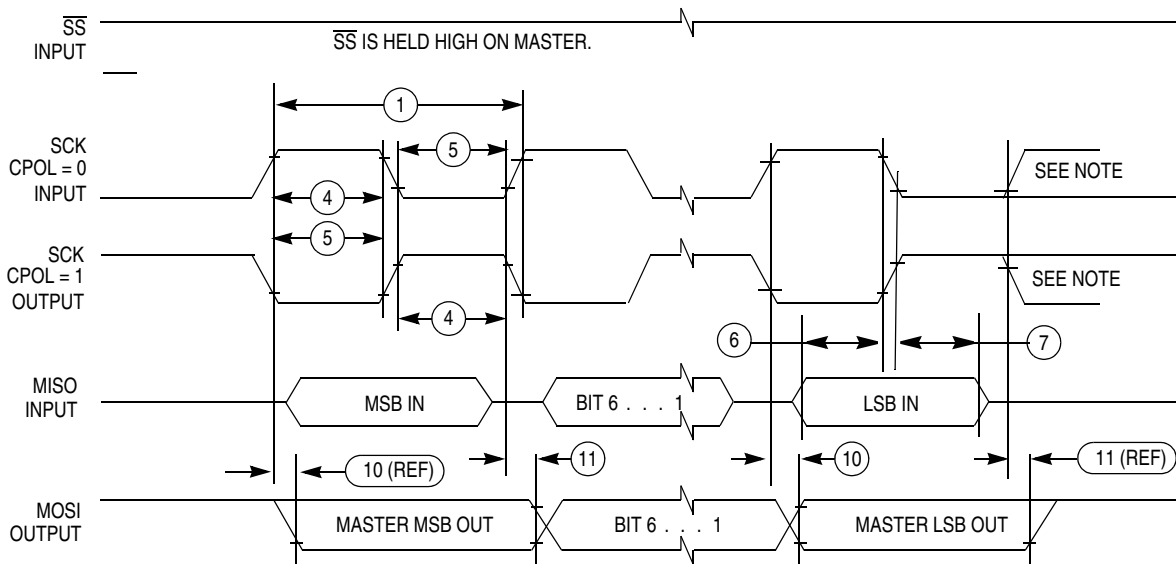 SS
INPUT
SS IS HELD HIGH ON MASTER.
1
SCK
CPOL = 0
INPUT
5
SEE NOTE
4
SCK
CPOL = 1
OUTPUT
5
SEE NOTE
4
6
7
MISO
INPUT
MSB IN
BIT 6 . . . 1
LSB IN
10 (REF)
11
10
11 (REF)
MOSI
OUTPUT
MASTER MSB OUT
BIT 6 . . . 1
MASTER LSB OUT